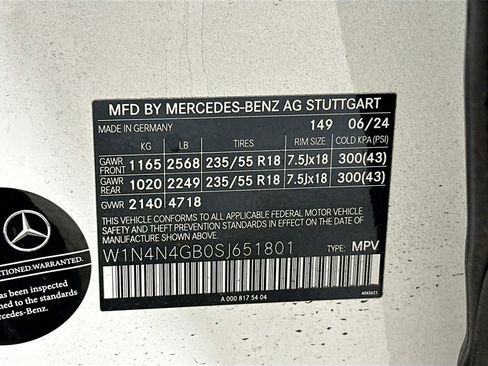 MFD BY MERCEDES-BENZ AG STUTTGART
MADE IN GERMANY 149 06/24
KG LB TIRES RIM SIZE COLD KPA (PSI)
GAWR FRONT 1165 2568 235/55 R18 7.5Jx18 300(43)
GAWR REAR 1020 2249 235/55 R18 7.5Jx18 300(43)
GVWR 2140 4718
THIS VEHICLE CONFORMS TO ALL APPLICABLE FEDERAL MOTOR VEHICLE
SAFETY AND THEFT PREVENTION STANDARDS IN EFFECT ON THE DATE OF
MANUFACTURE SHOWN ABOVE.
W1N4N4GB0SJ651801 TYPE: MPV
A 000 817 54 04
Mercedes-Benz
IONED.WARRANTED.
as been inspected
d to the standards
ercedes-Benz.